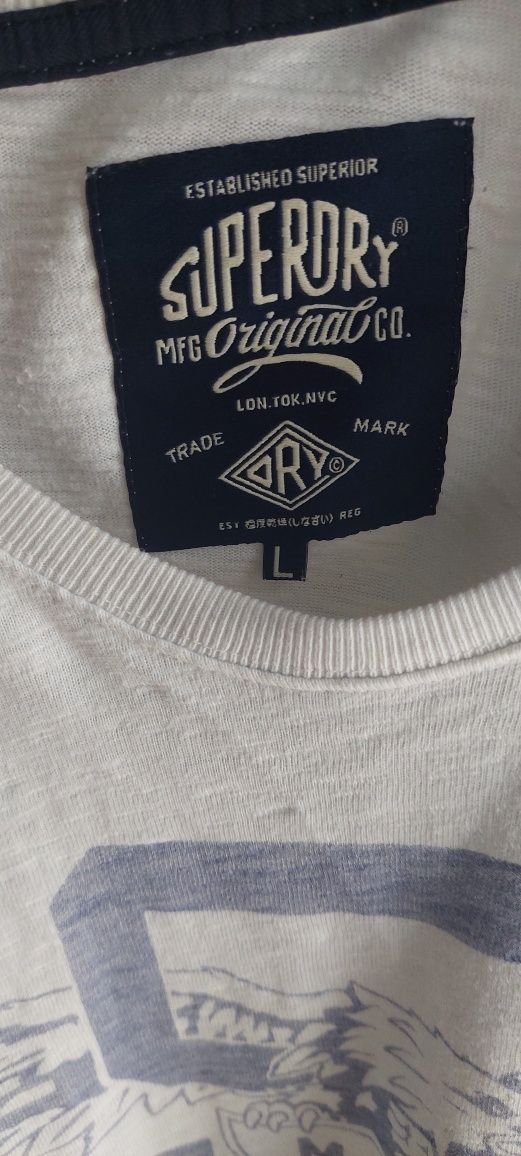 ESTABLISHED SUPERIOR
SUPERDRY®
MFG Original CO.
LON.TOK.NYC
TRADE MARK
DRY©
EST 極度乾燥(しなさい) REG
L